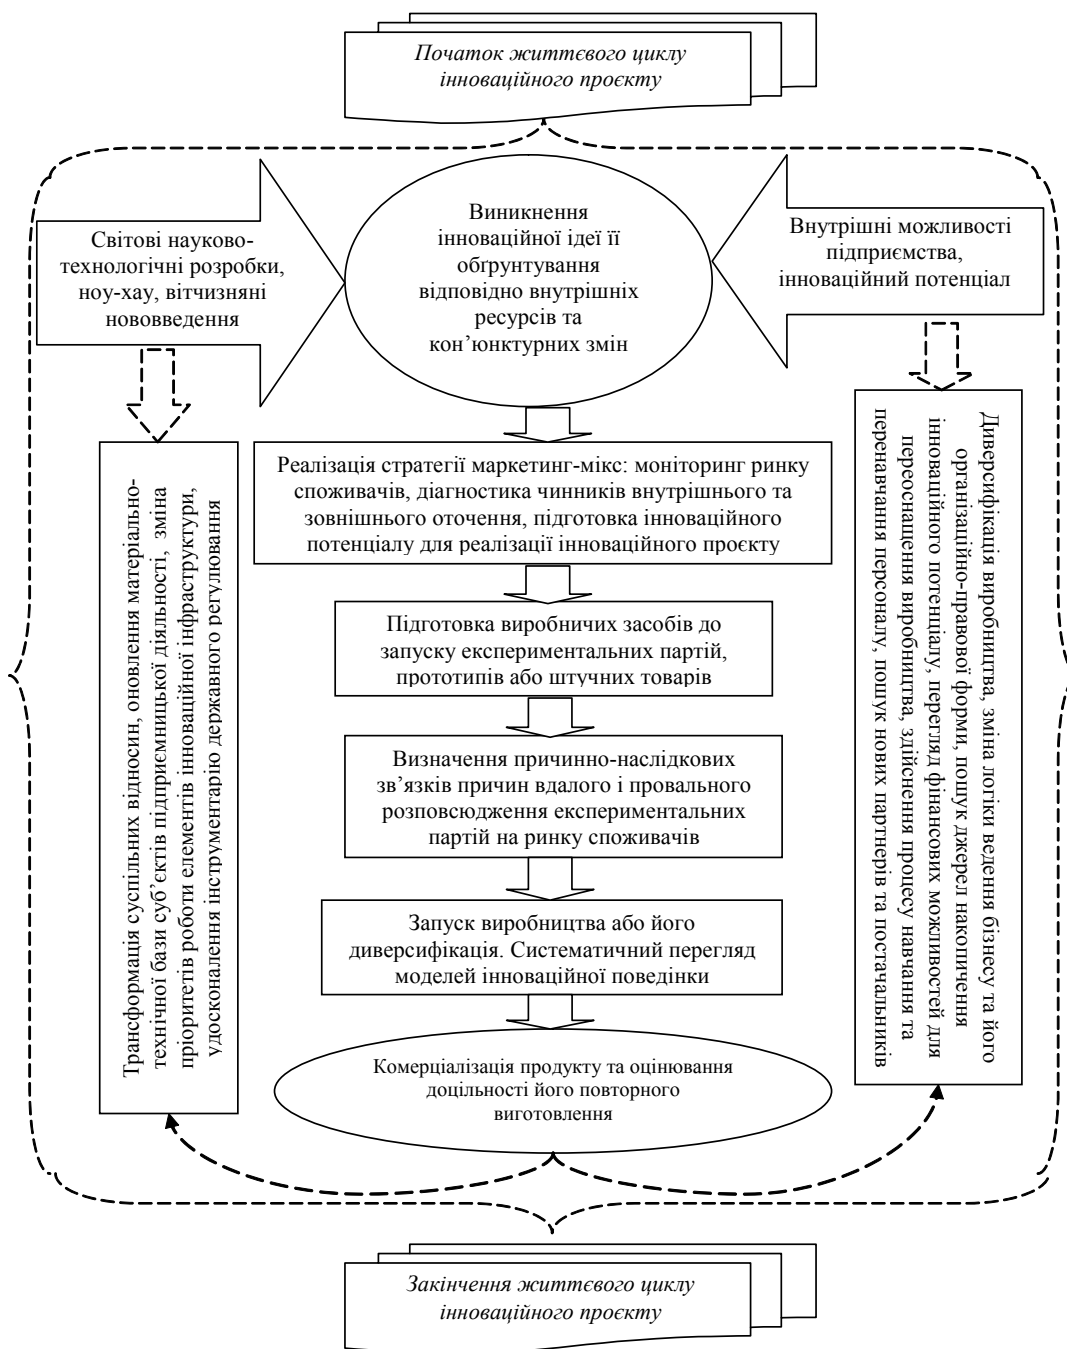 Початок життєвого циклу
інноваційного проєкту
Світові науково-
технологічні розробки,
ноу-хау, вітчизняні
нововведення
Виникнення
інноваційної ідеї її
обґрунтування
відповідно внутрішніх
ресурсів та
кон’юнктурних змін
Внутрішні можливості
підприємства,
інноваційний потенціал
Реалізація стратегії маркетинг-мікс: моніторинг ринку
споживачів, діагностика чинників внутрішнього та
зовнішнього оточення, підготовка інноваційного
потенціалу для реалізації інноваційного проєкту
Підготовка виробничих засобів до
запуску експериментальних партій,
прототипів або штучних товарів
Визначення причинно-наслідкових
зв’язків причин вдалого і провального
розповсюдження експериментальних
партій на ринку споживачів
Запуск виробництва або його
диверсифікація. Систематичний перегляд
моделей інноваційної поведінки
Комерціалізація продукту та оцінювання
доцільності його повторного
виготовлення
Трансформація суспільних відносин, оновлення матеріально-
технічної бази суб’єктів підприємницької діяльності, зміна
пріоритетів роботи елементів інноваційної інфраструктури,
удосконалення інструментарію державного регулювання
Диверсифікація виробництва, зміна логіки ведення бізнесу та його
організаційно-правової форми, пошук джерел накопичення
інноваційного потенціалу, перегляд фінансових можливостей для
переоснащення виробництва, здійснення процесу навчання та
перенавчання персоналу, пошук нових партнерів та постачальників
Закінчення життєвого циклу
інноваційного проєкту